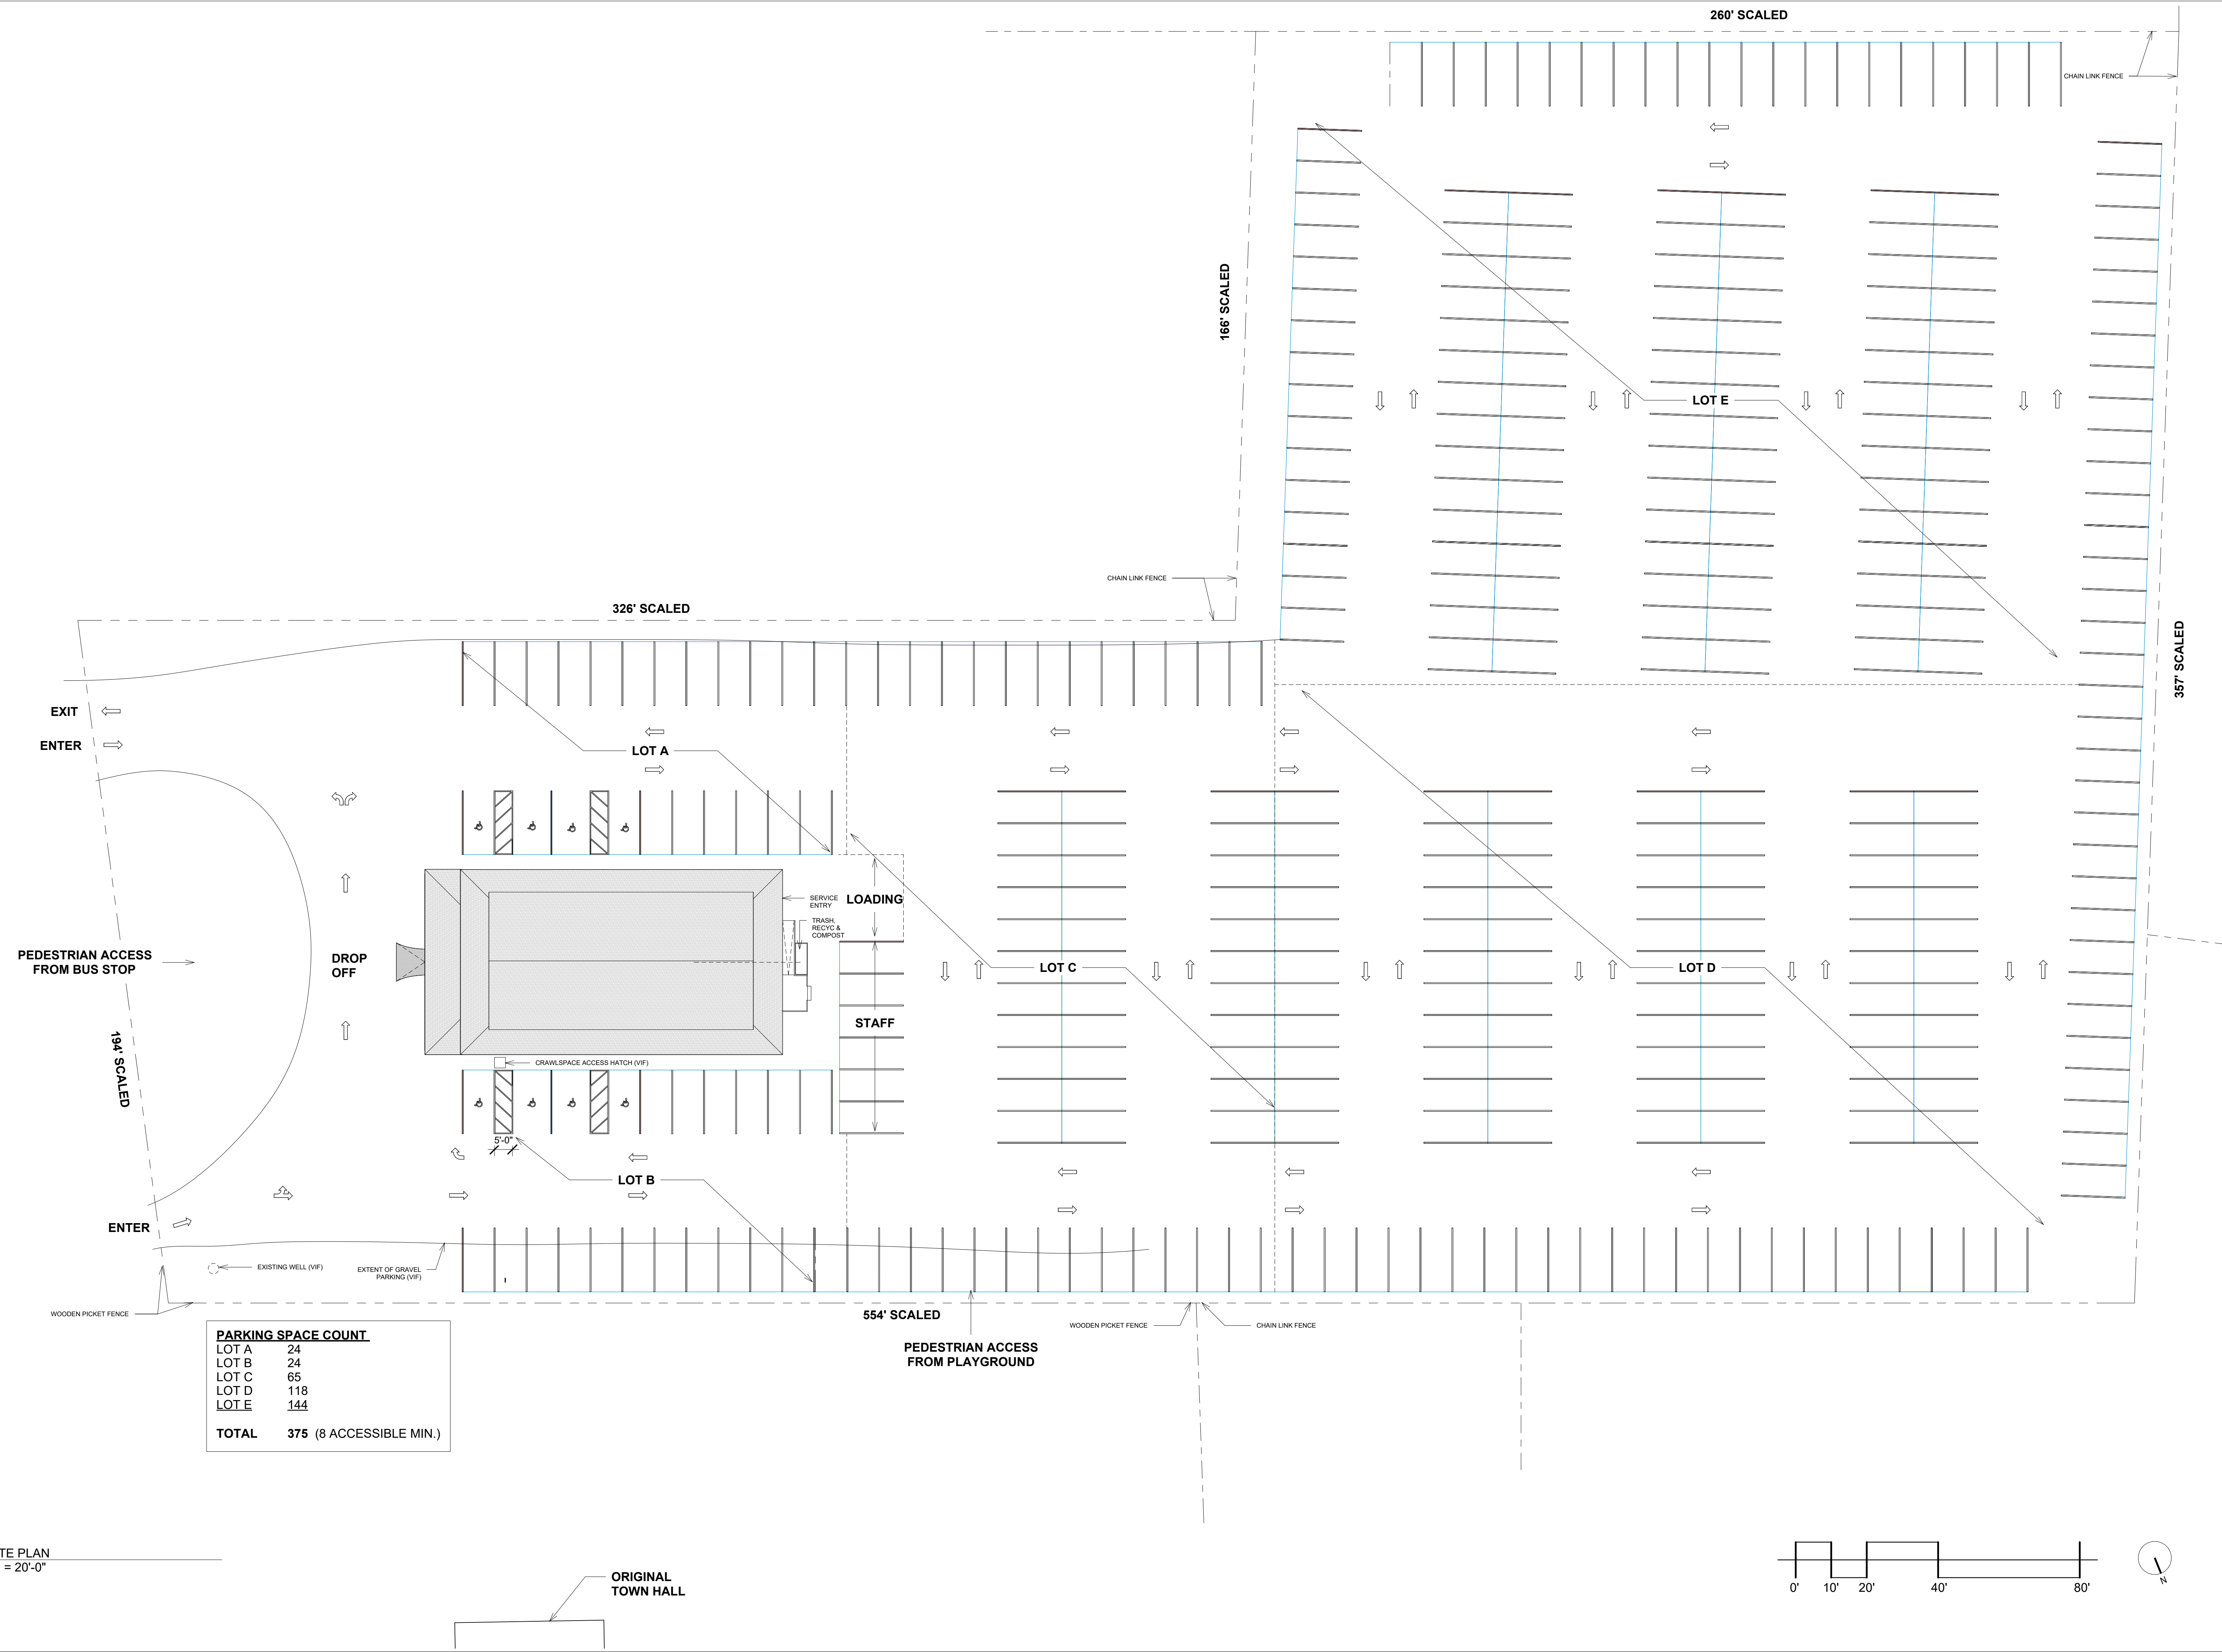 260' SCALED
CHAIN LINK FENCE
166' SCALED
LOT E
CHAIN LINK FENCE
326' SCALED
357' SCALED
EXIT
ENTER
LOT A
SERVICE
ENTRY
LOADING
TRASH,
RECYC &
COMPOST
PEDESTRIAN ACCESS
FROM BUS STOP
DROP
OFF
LOT C
LOT D
STAFF
194' SCALED
CRAWLSPACE ACCESS HATCH (VIF)
5'-0"
LOT B
ENTER
EXISTING WELL (VIF)
EXTENT OF GRAVEL
PARKING (VIF)
WOODEN PICKET FENCE
554' SCALED
WOODEN PICKET FENCE
CHAIN LINK FENCE
PEDESTRIAN ACCESS
FROM PLAYGROUND
PARKING SPACE COUNT
LOT A 24
LOT B 24
LOT C 65
LOT D 118
LOT E 144
TOTAL 375 (8 ACCESSIBLE MIN.)
TE PLAN
= 20'-0"
ORIGINAL
TOWN HALL
0' 10' 20' 40' 80'
N